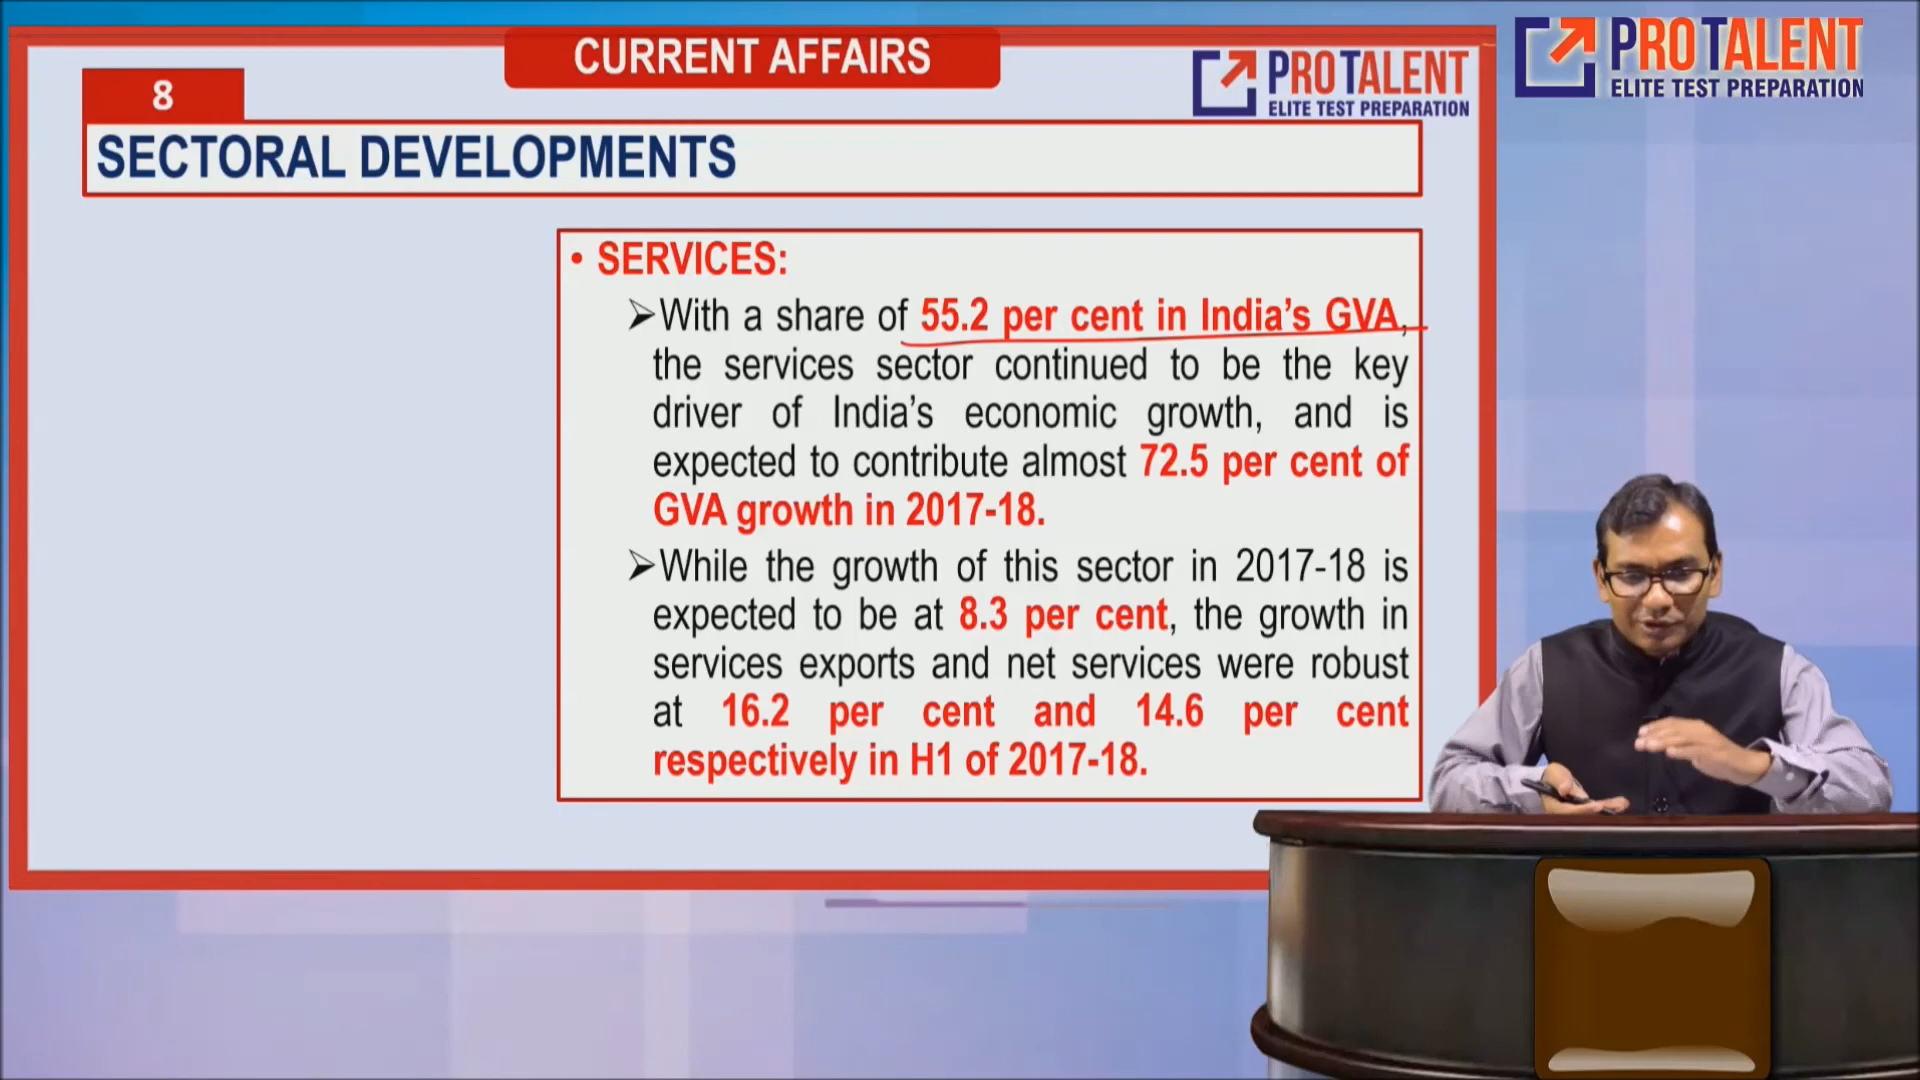 CURRENT AFFAIRS
PROTALENT
ELITE TEST PREPARATION
PROTALENT
ELITE TEST PREPARATION
8
SECTORAL DEVELOPMENTS
• SERVICES:
➢With a share of 55.2 per cent in India's GVA,
the services sector continued to be the key
driver of India's economic growth, and is
expected to contribute almost 72.5 per cent of
GVA growth in 2017-18.
➢While the growth of this sector in 2017-18 is
expected to be at 8.3 per cent, the growth in
services exports and net services were robust
at 16.2 per cent and 14.6 per cent
respectively in H1 of 2017-18.